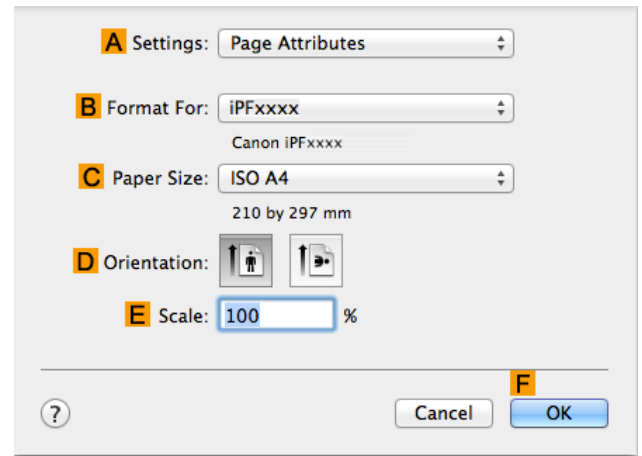 A Settings: Page Attributes
B Format For: iPFxxxx
Canon iPFxxxx
C Paper Size: ISO A4
210 by 297 mm
D Orientation:
E Scale: 100 %
F
? Cancel OK